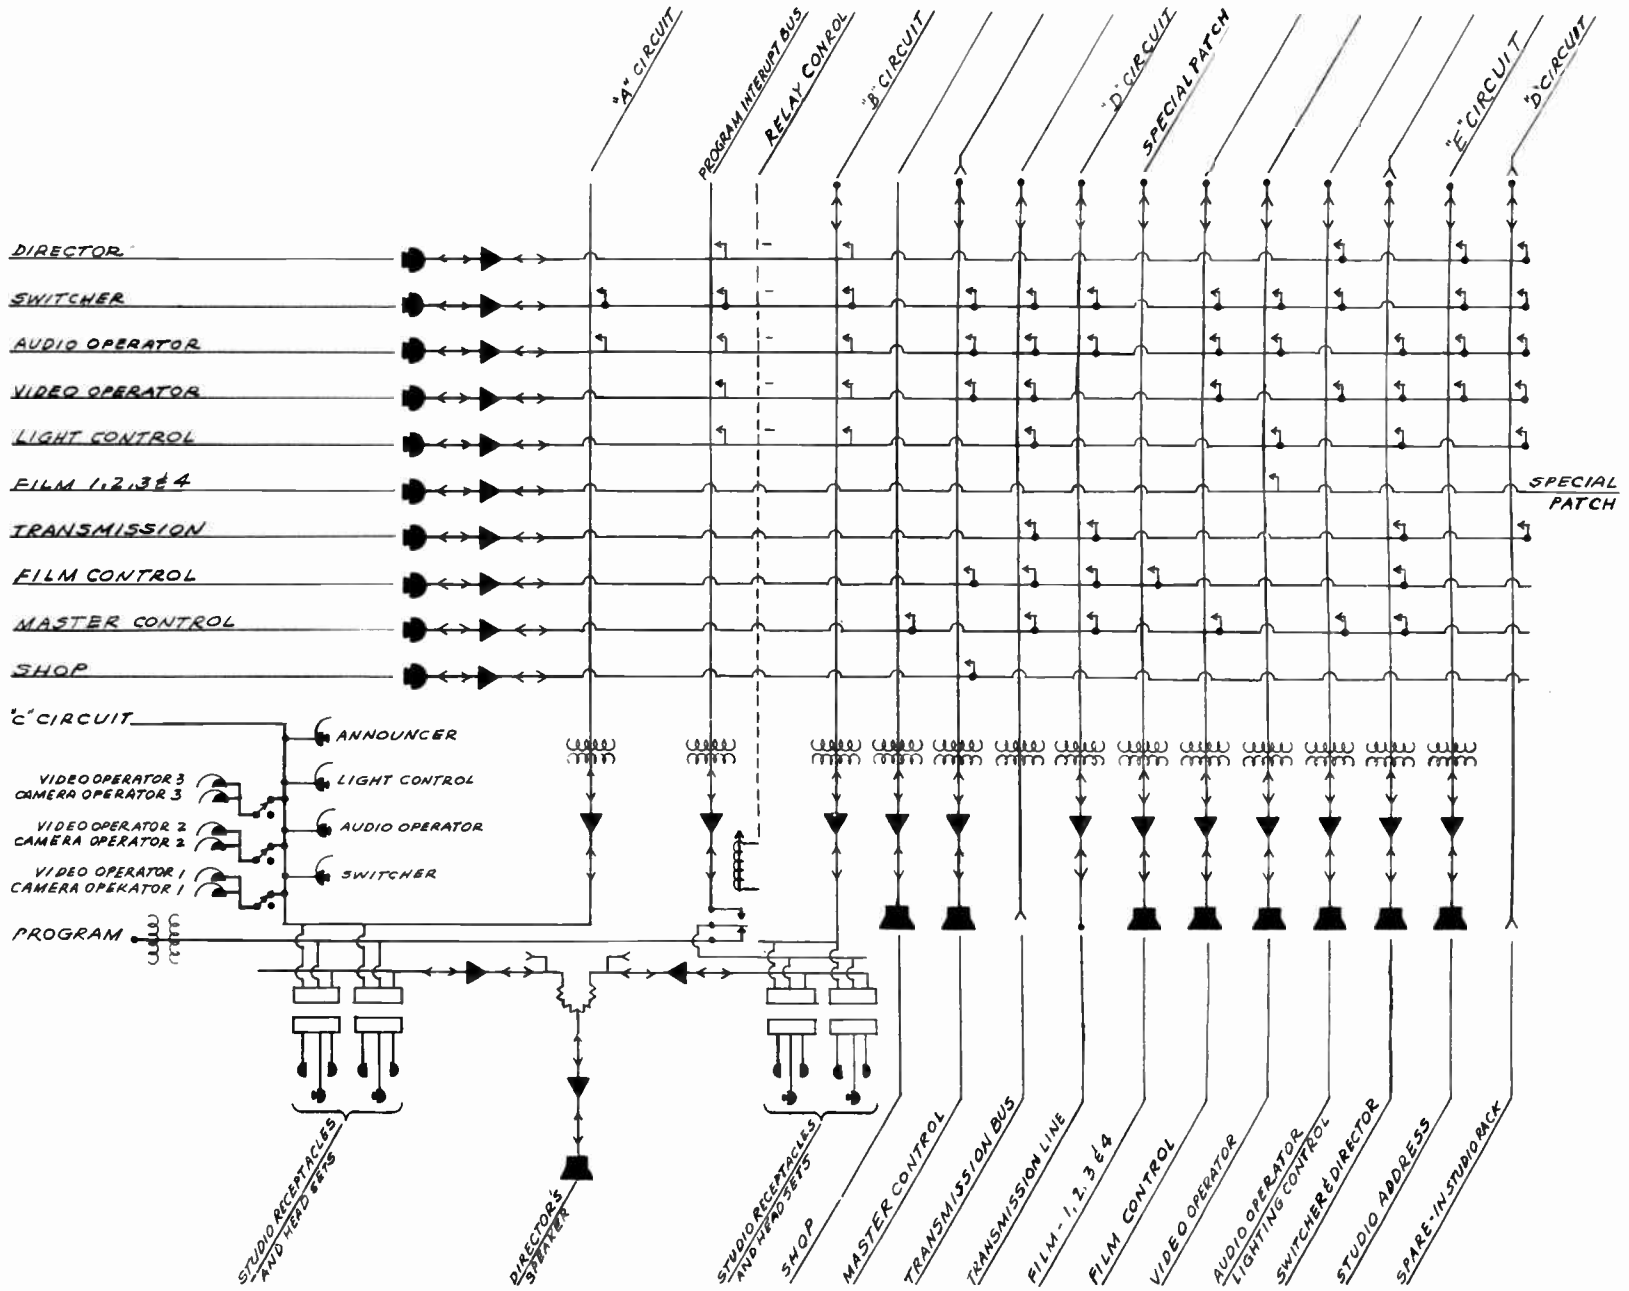 "A" CIRCUIT
PROGRAM INTERUPT BUS
RELAY CONROL
"B" CIRCUIT
"D" CIRCUIT
SPECIAL PATCH
"E" CIRCUIT
"D" CIRCUIT
DIRECTOR
SWITCHER
AUDIO OPERATOR
VIDEO OPERATOR
LIGHT CONTROL
FILM 1,2,3 & 4
SPECIAL
PATCH
TRANSMISSION
FILM CONTROL
MASTER CONTROL
SHOP
"C" CIRCUIT
ANNOUNCER
VIDEO OPERATOR 3
CAMERA OPERATOR 3
LIGHT CONTROL
VIDEO OPERATOR 2
CAMERA OPERATOR 2
AUDIO OPERATOR
VIDEO OPERATOR 1
CAMERA OPERATOR 1
SWITCHER
PROGRAM
STUDIO RECEPTACLES
AND HEAD SETS
DIRECTOR'S
SPEAKER
STUDIO RECEPTACLES
AND HEAD SETS
SHOP
MASTER CONTROL
TRANSMISSION BUS
TRANSMISSION LINE
FILM - 1, 2, 3 & 4
FILM CONTROL
VIDEO OPERATOR
AUDIO OPERATOR
LIGHTING CONTROL
SWITCHER & DIRECTOR
STUDIO ADDRESS
SPARE-IN STUDIO RACK